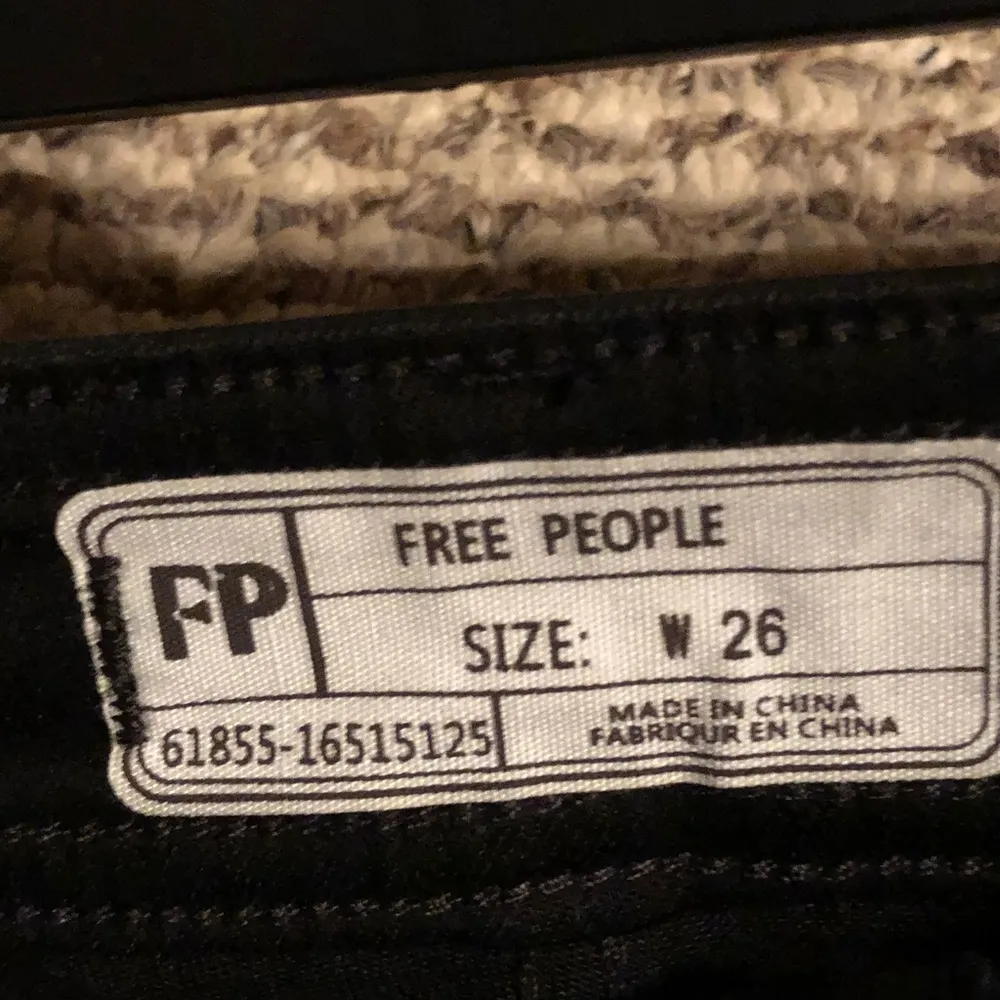 FP
FREE PEOPLE
SIZE: W 26
61855-16515125
MADE IN CHINA
FABRIQUR EN CHINA